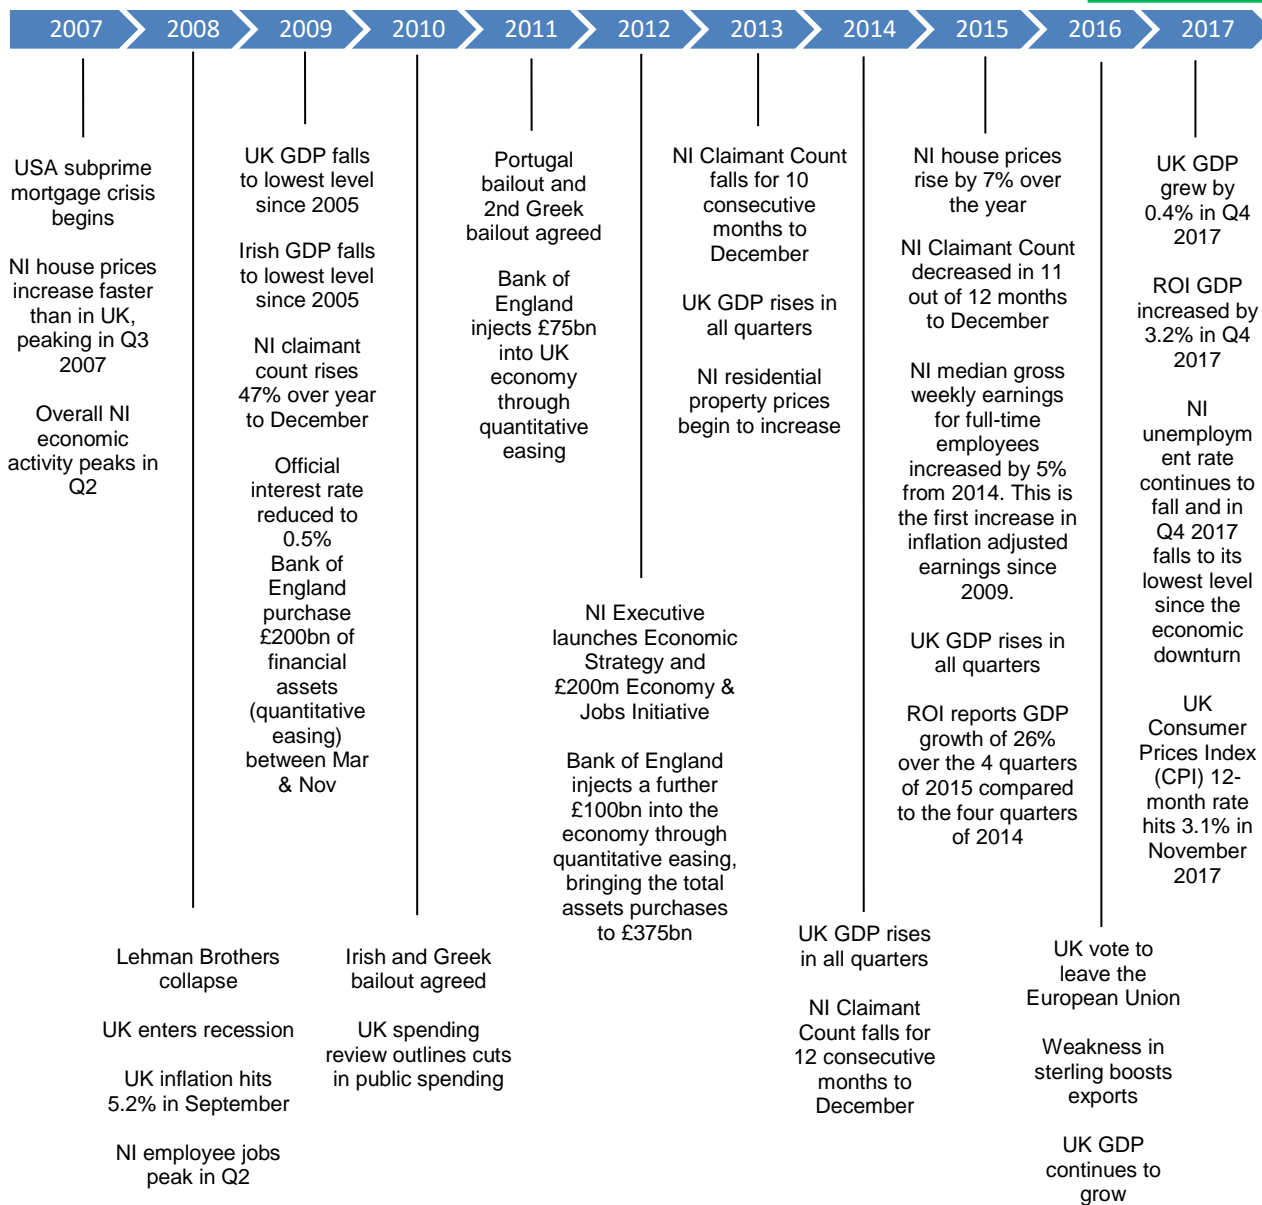 2007
2008
2009
2010
2011
2012
2013
2014
2015
2016
2017
USA subprime
mortgage crisis
begins
NI house prices
increase faster
than in UK,
peaking in Q3
2007
Overall NI
economic
activity peaks in
Q2
Lehman Brothers
collapse
UK enters recession
UK inflation hits
5.2% in September
NI employee jobs
peak in Q2
UK GDP falls
to lowest level
since 2005
Irish GDP falls
to lowest level
since 2005
NI claimant
count rises
47% over year
to December
Official
interest rate
reduced to
0.5%
Bank of
England
purchase
£200bn of
financial
assets
(quantitative
easing)
between Mar
& Nov
Irish and Greek
bailout agreed
UK spending
review outlines cuts
in public spending
Portugal
bailout and
2nd Greek
bailout agreed
Bank of
England
injects £75bn
into UK
economy
through
quantitative
easing
NI Executive
launches Economic
Strategy and
£200m Economy &
Jobs Initiative
Bank of England
injects a further
£100bn into the
economy through
quantitative easing,
bringing the total
assets purchases
to £375bn
NI Claimant Count
falls for 10
consecutive
months to
December
UK GDP rises in
all quarters
NI residential
property prices
begin to increase
UK GDP rises
in all quarters
NI Claimant
Count falls for
12 consecutive
months to
December
NI house prices
rise by 7% over
the year
NI Claimant Count
decreased in 11
out of 12 months
to December
NI median gross
weekly earnings
for full-time
employees
increased by 5%
from 2014. This is
the first increase in
inflation adjusted
earnings since
2009.
UK GDP rises in
all quarters
ROI reports GDP
growth of 26%
over the 4 quarters
of 2015 compared
to the four quarters
of 2014
UK vote to
leave the
European Union
Weakness in
sterling boosts
exports
UK GDP
continues to
grow
UK GDP
grew by
0.4% in Q4
2017
ROI GDP
increased by
3.2% in Q4
2017
NI
unemploym
ent rate
continues to
fall and in
Q4 2017
falls to its
lowest level
since the
economic
downturn
UK
Consumer
Prices Index
(CPI) 12-
month rate
hits 3.1% in
November
2017